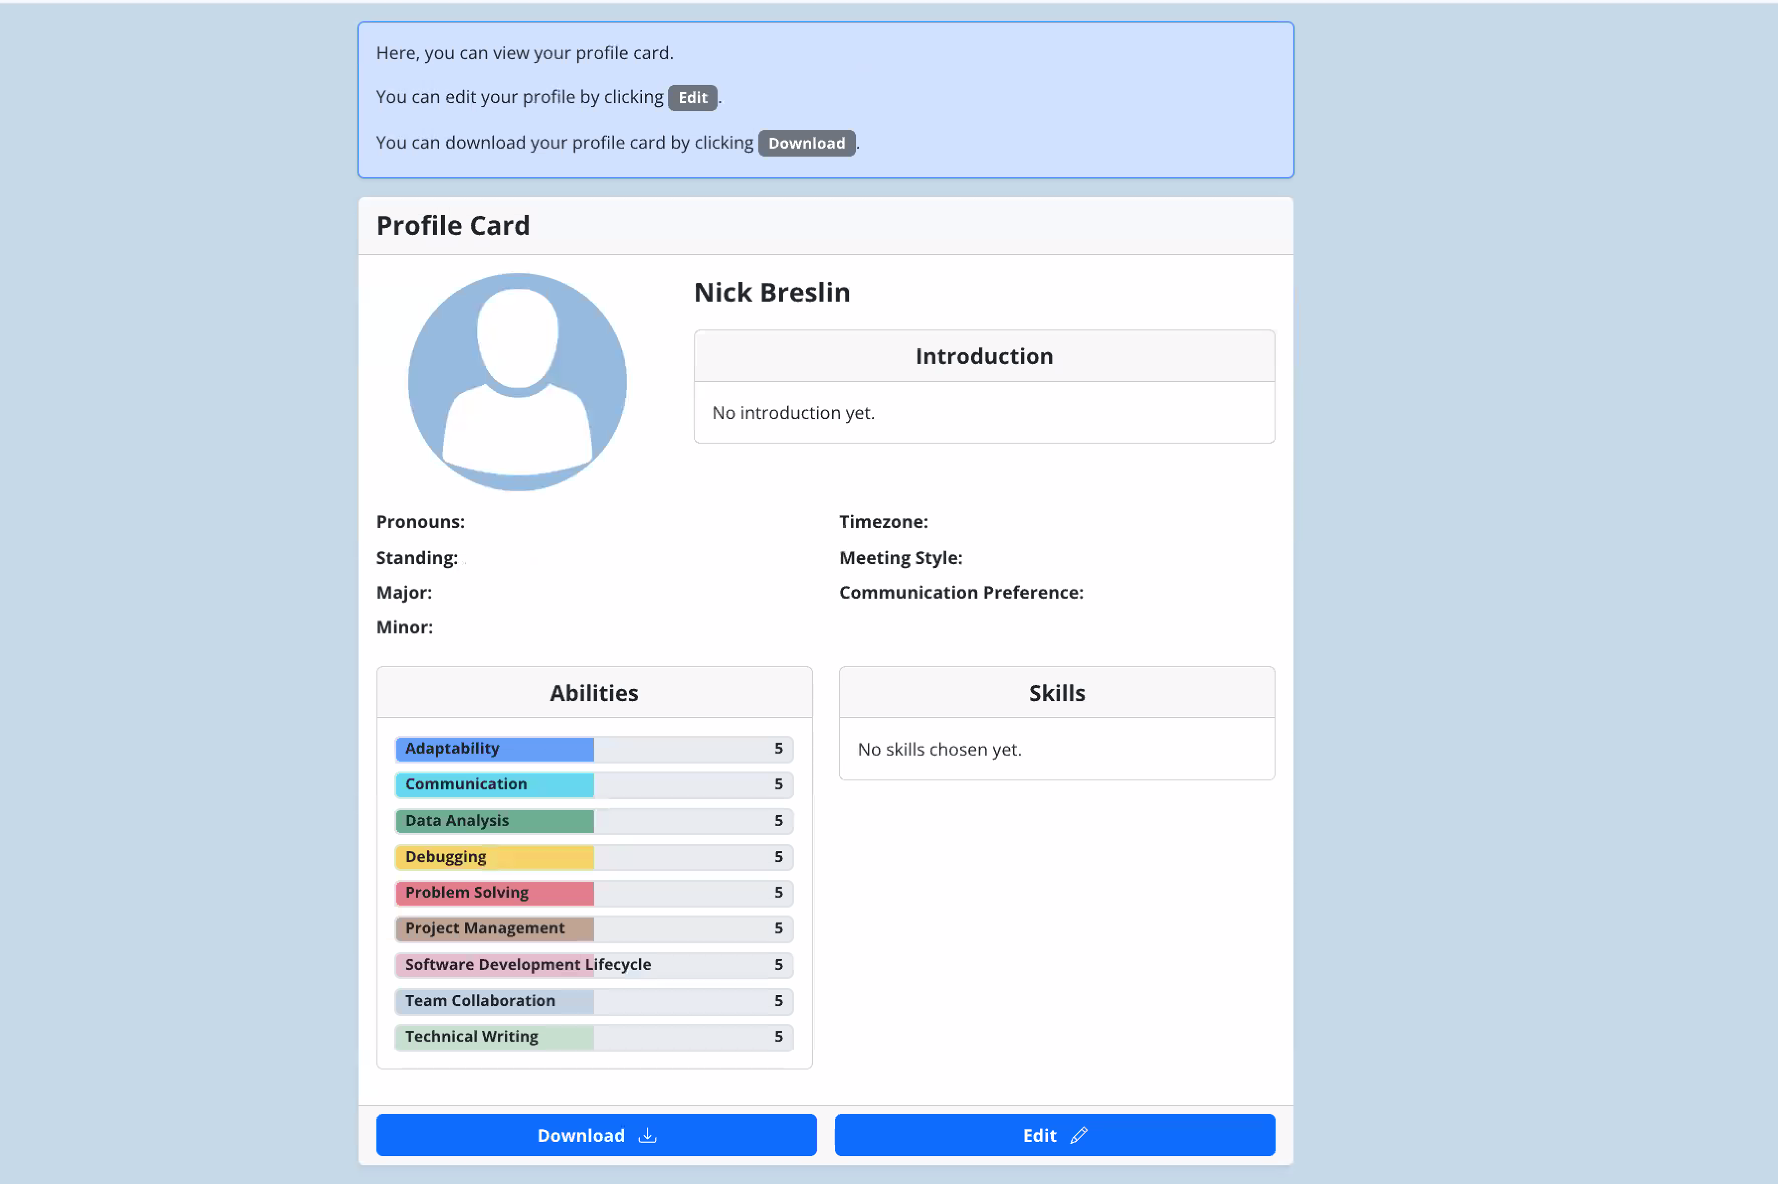 Here, you can view your profile card.
You can edit your profile by clicking Edit.
You can download your profile card by clicking Download.
Profile Card
Nick Breslin
Introduction
No introduction yet.
Pronouns:
Standing:
Major:
Minor:
Timezone:
Meeting Style:
Communication Preference:
Abilities
Adaptability 5
Communication 5
Data Analysis 5
Debugging 5
Problem Solving 5
Project Management 5
Software Development Lifecycle 5
Team Collaboration 5
Technical Writing 5
Skills
No skills chosen yet.
Download
Edit